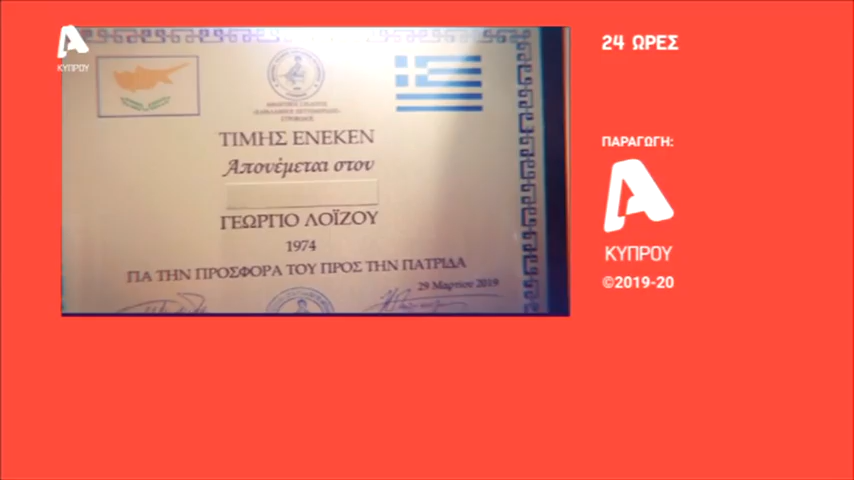 24 ΩΡΕΣ
ΚΥΠΡΟΥ
ΤΙΜΗΣ ΕΝΕΚΕΝ
Απονέμεται στον
ΓΕΩΡΓΙΟ ΛΟΪΖΟΥ
1974
ΓΙΑ ΤΗΝ ΠΡΟΣΦΟΡΑ ΤΟΥ ΠΡΟΣ ΤΗΝ ΠΑΤΡΙΔΑ
29 Μαρτίου 2019
ΠΑΡΑΓΩΓΗ:
ΚΥΠΡΟΥ
©2019-20